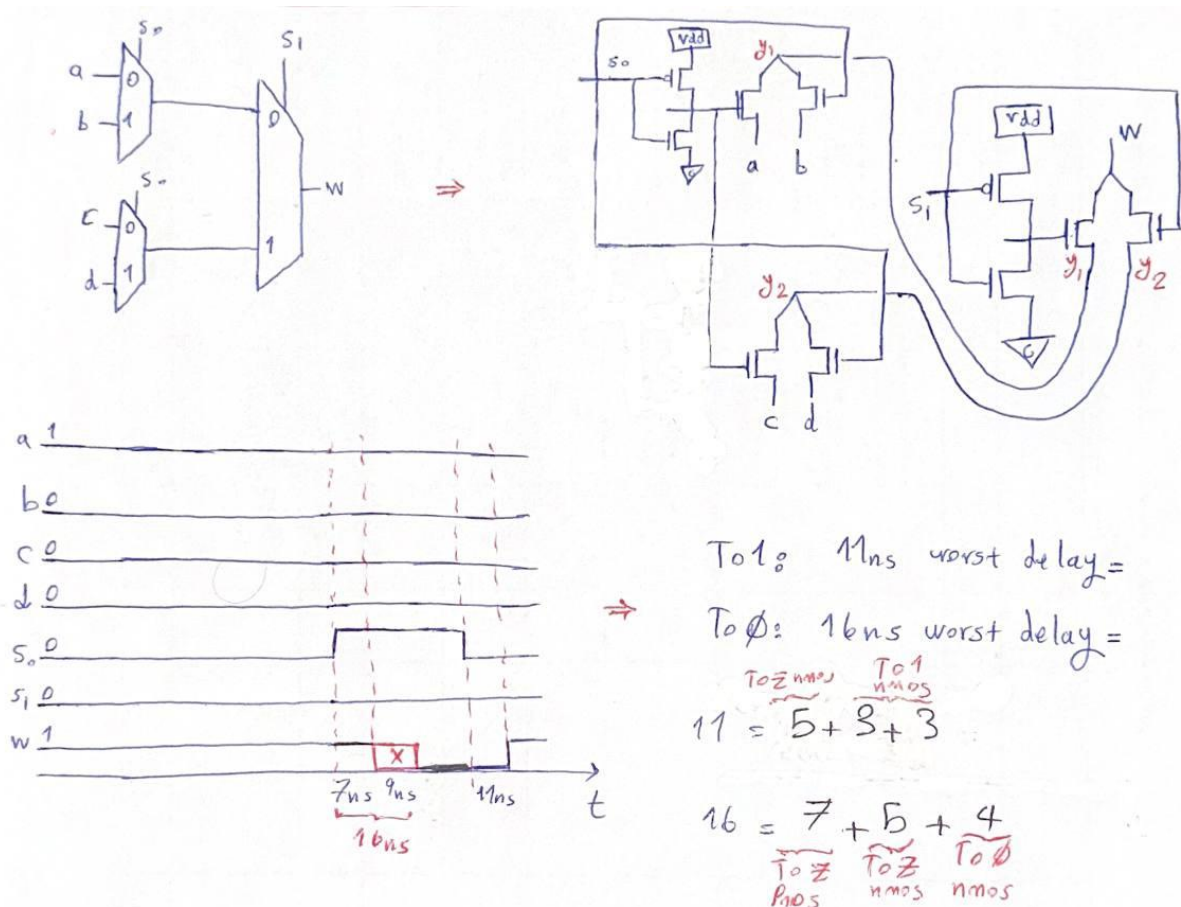 S0
a 0
b 1
S0
c 0
d 1
S1
0
1
W
⇒
S0
vdd
G
y1
a b
y2
c d
S1
vdd
G
W
y1
y2
a 1
b 0
c 0
d 0
S0 0
S1 0
W 1
X
7ns 9ns 11ns
t
16ns
⇒
To1: 11ns worst delay =
To∅: 16ns worst delay =
ToZ nmos To1 nmos
11 = 5 + 3 + 3
16 = 7 + 5 + 4
ToZ Pmos ToZ nmos To∅ nmos